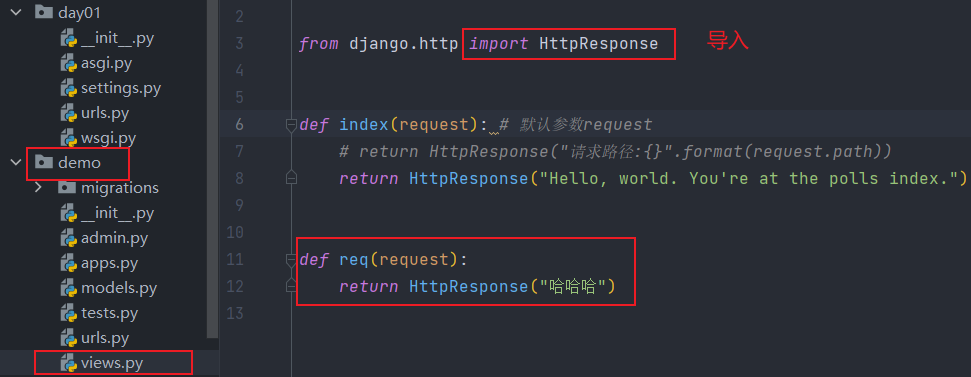 day01
__init__.py
asgi.py
settings.py
urls.py
wsgi.py
demo
migrations
__init__.py
admin.py
apps.py
models.py
tests.py
urls.py
views.py
2
3 from django.http import HttpResponse 导入
4
5
6 def index(request): # 默认参数request
7 # return HttpResponse("请求路径:{}".format(request.path))
8 return HttpResponse("Hello, world. You're at the polls index.")
9
10
11 def req(request):
12 return HttpResponse("哈哈哈")
13